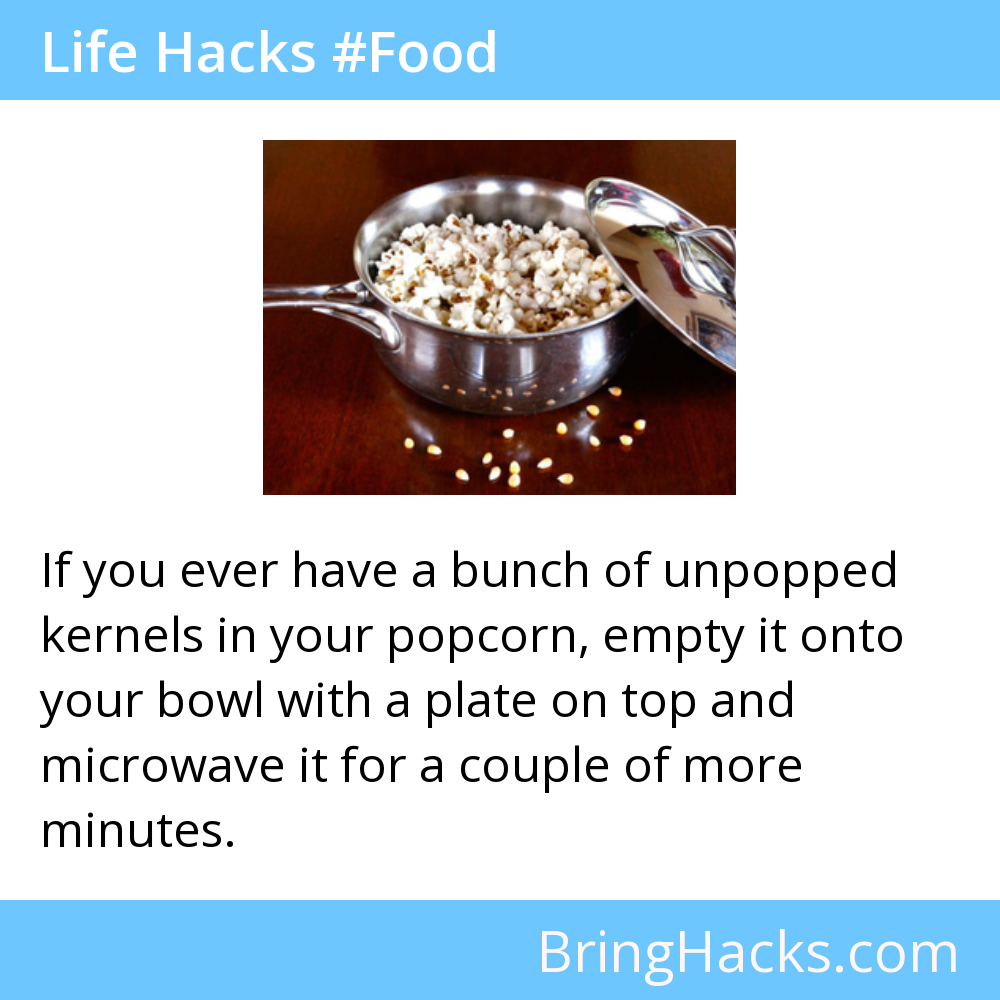 Life Hacks #Food
If you ever have a bunch of unpopped
kernels in your popcorn, empty it onto
your bowl with a plate on top and
microwave it for a couple of more
minutes.
BringHacks.com